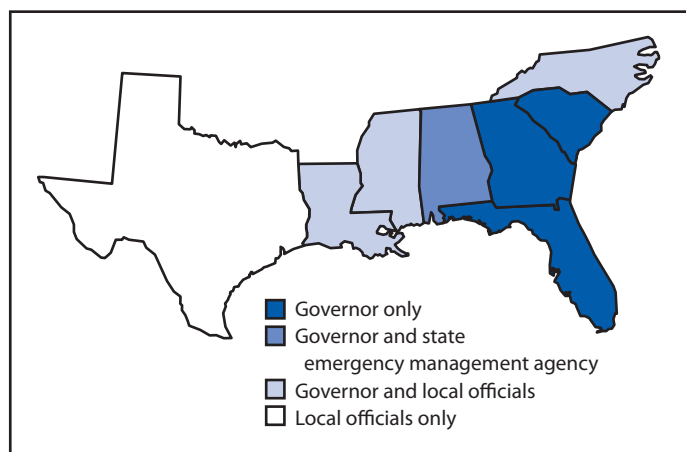 Governor only
Governor and state
emergency management agency
Governor and local officials
Local officials only